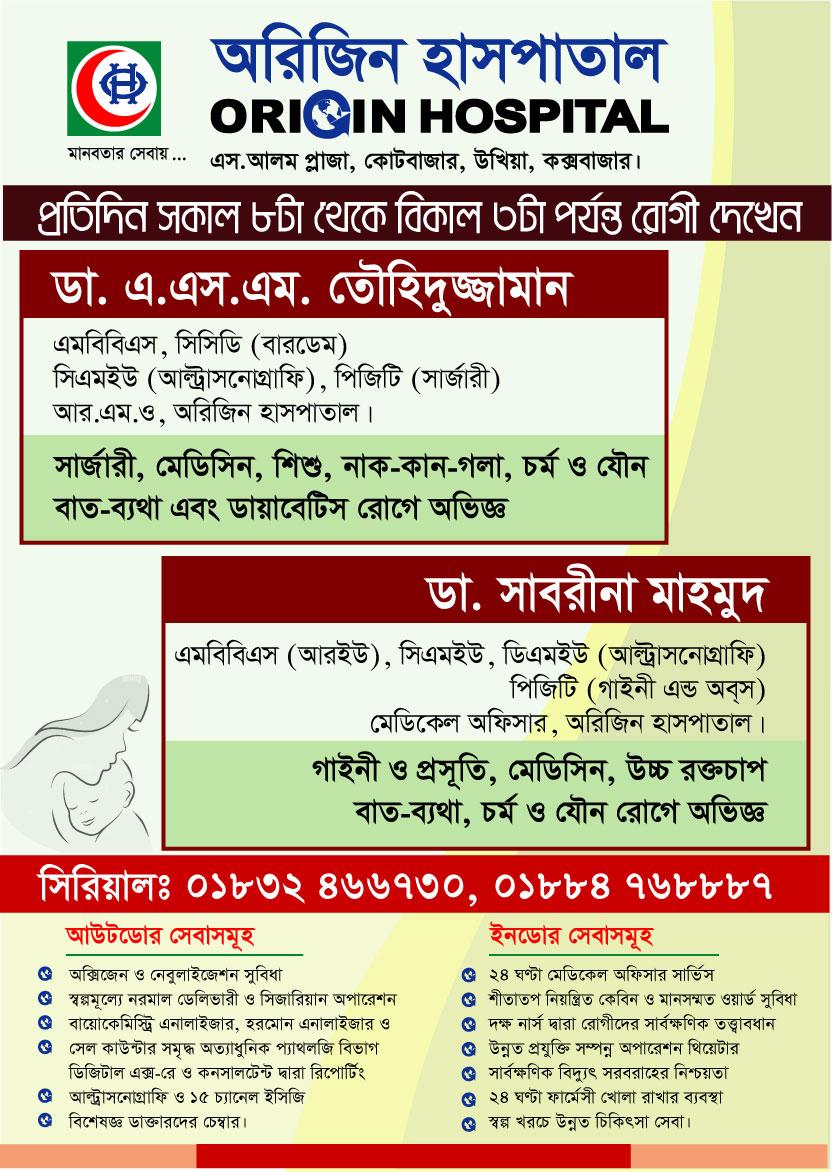 অরিজিন হাসপাতাল
ORIGIN HOSPITAL
মানবতার সেবায় ...
এস.আলম প্লাজা, কোটবাজার, উখিয়া, কক্সবাজার।
প্রতিদিন সকাল ৮টা থেকে বিকাল ৩টা পর্যন্ত রোগী দেখেন
ডা. এ.এস.এম. তৌহিদুজ্জামান
এমবিবিএস, সিসিডি (বারডেম)
সিএমইউ (আল্ট্রাসনোগ্রাফি), পিজিটি (সার্জারী)
আর.এম.ও, অরিজিন হাসপাতাল।
সার্জারী, মেডিসিন, শিশু, নাক-কান-গলা, চর্ম ও যৌন
বাত-ব্যথা এবং ডায়াবেটিস রোগে অভিজ্ঞ
ডা. সাবরীনা মাহমুদ
এমবিবিএস (আরইউ), সিএমইউ, ডিএমইউ (আল্ট্রাসনোগ্রাফি)
পিজিটি (গাইনী এন্ড অব্‌স)
মেডিকেল অফিসার, অরিজিন হাসপাতাল।
গাইনী ও প্রসূতি, মেডিসিন, উচ্চ রক্তচাপ
বাত-ব্যথা, চর্ম ও যৌন রোগে অভিজ্ঞ
সিরিয়ালঃ ০১৮৩২ ৪৬৬৭৩০, ০১৮৮৪ ৭৬৮৮৮৭
আউটডোর সেবাসমূহ
অক্সিজেন ও নেবুলাইজেশন সুবিধা
স্বল্পমূল্যে নরমাল ডেলিভারী ও সিজারিয়ান অপারেশন
বায়োকেমিস্ট্রি এনালাইজার, হরমোন এনালাইজার ও
সেল কাউন্টার সমৃদ্ধ অত্যাধুনিক প্যাথলজি বিভাগ
ডিজিটাল এক্স-রে ও কনসালটেন্ট দ্বারা রিপোর্টিং
আল্ট্রাসনোগ্রাফি ও ১৫ চ্যানেল ইসিজি
বিশেষজ্ঞ ডাক্তারদের চেম্বার।
ইনডোর সেবাসমূহ
২৪ ঘণ্টা মেডিকেল অফিসার সার্ভিস
শীতাতপ নিয়ন্ত্রিত কেবিন ও মানসম্মত ওয়ার্ড সুবিধা
দক্ষ নার্স দ্বারা রোগীদের সার্বক্ষণিক তত্ত্বাবধান
উন্নত প্রযুক্তি সম্পন্ন অপারেশন থিয়েটার
সার্বক্ষণিক বিদ্যুৎ সরবরাহের নিশ্চয়তা
২৪ ঘণ্টা ফার্মেসী খোলা রাখার ব্যবস্থা
স্বল্প খরচে উন্নত চিকিৎসা সেবা।